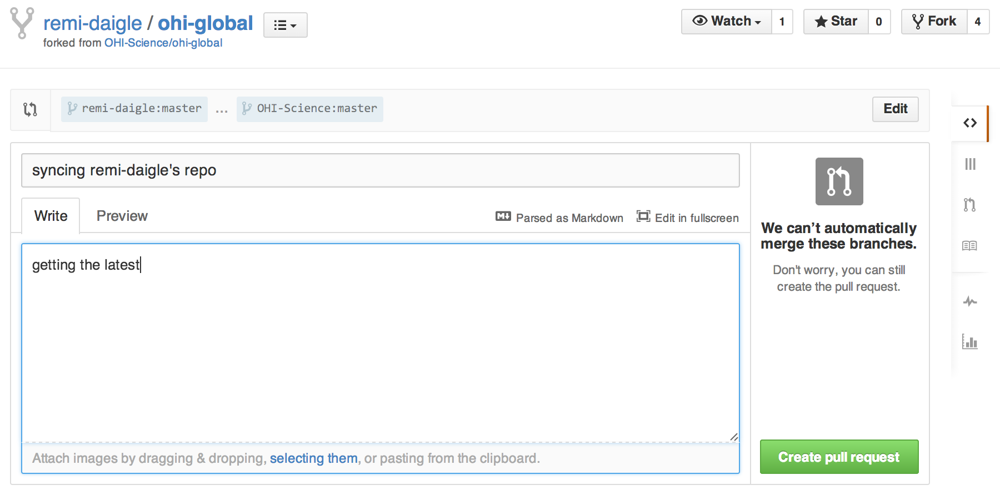 remi-daigle / ohi-global
forked from OHI-Science/ohi-global
Watch 1 Star 0 Fork 4
remi-daigle:master ... OHI-Science:master Edit
syncing remi-daigle's repo
Write Preview Parsed as Markdown Edit in fullscreen
getting the latest
Attach images by dragging & dropping, selecting them, or pasting from the clipboard.
We can’t automatically
merge these branches.
Don't worry, you can still
create the pull request.
Create pull request